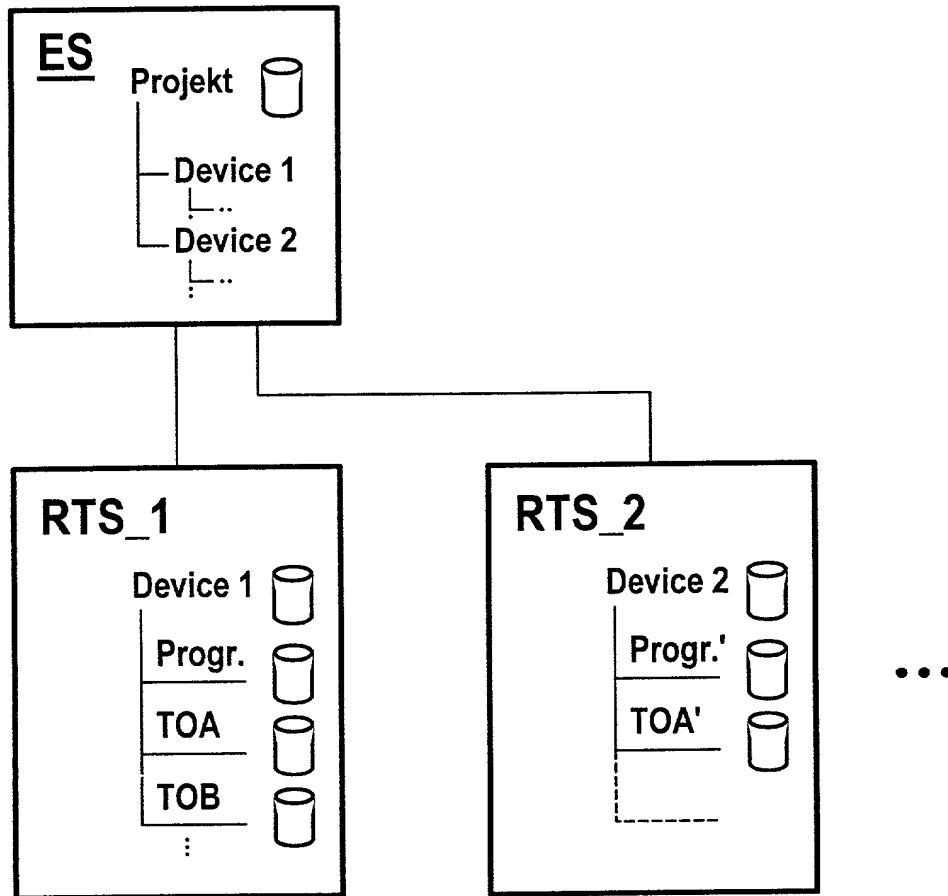 ES
Projekt
Device 1
Device 2
RTS_1
Device 1
Progr.
TOA
TOB
RTS_2
Device 2
Progr.'
TOA'